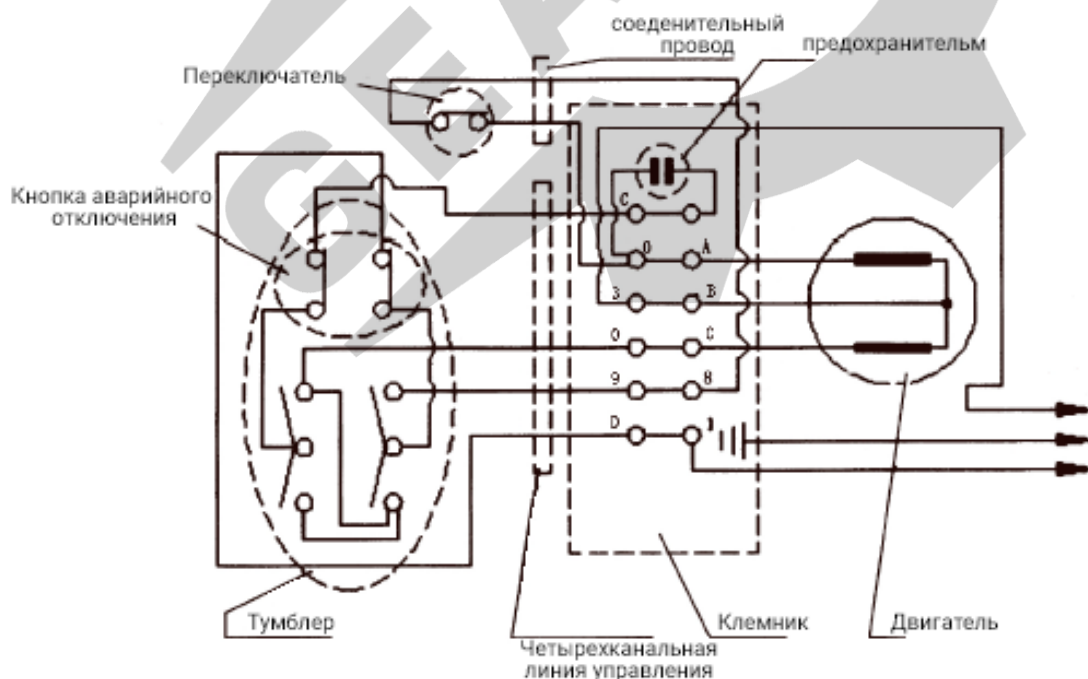 соеденительный
провод
предохранительм
Переключатель
Кнопка аварийного
отключения
C
0 A
3 B
0 C
9 8
D
Тумблер
Клемник
Двигатель
Четырехканальная
линия управления